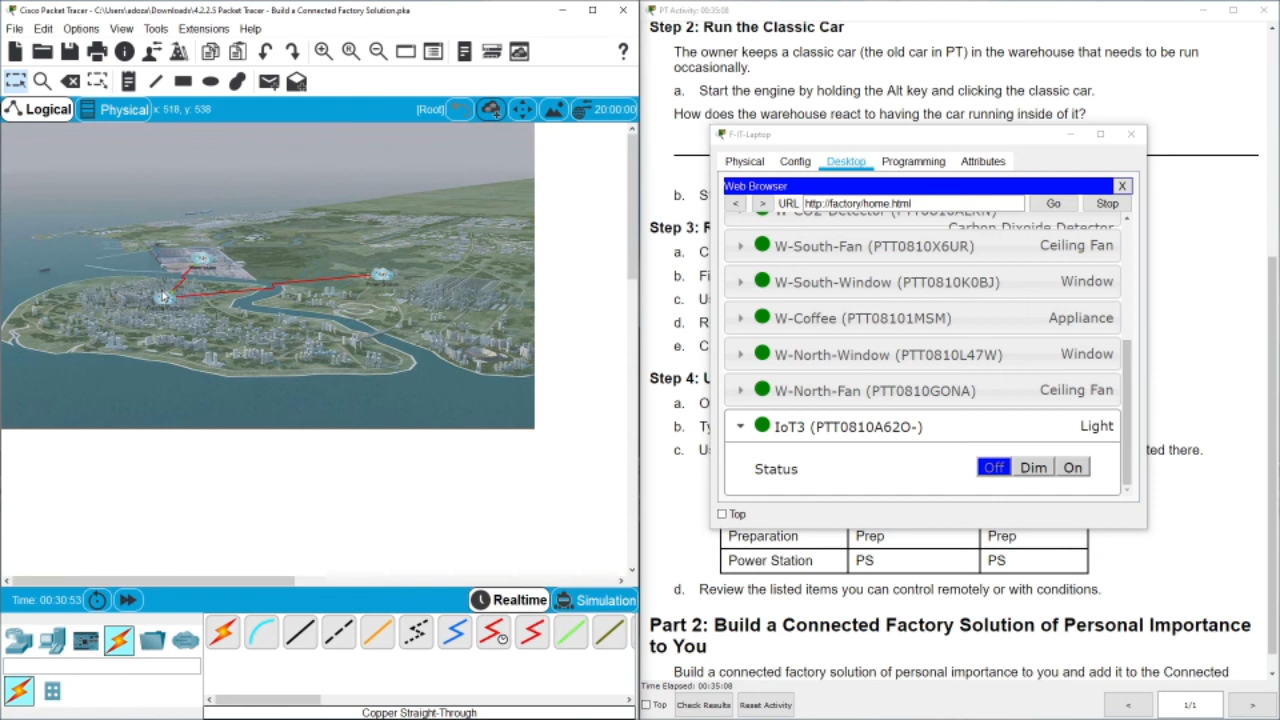 Cisco Packet Tracer - C:\Users\adoza\Downloads\4.2.2.5 Packet Tracer - Build a Connected Factory Solution.pka
File Edit Options View Tools Extensions Help
Logical Physical x: 518, y: 538 [Root] 20:00:00
Time: 00:30:53 Realtime Simulation
Copper Straight-Through
PT Activity: 00:35:08
Step 2: Run the Classic Car
The owner keeps a classic car (the old car in PT) in the warehouse that needs to be run
occasionally.
a. Start the engine by holding the Alt key and clicking the classic car.
How does the warehouse react to having the car running inside of it?
b. S
Step 3: R
a. C
b. Fi
c. U
d. R
e. C
Step 4: U
a. O
b. Ty
c. Us
ted there.
F-IT-Laptop
Physical Config Desktop Programming Attributes
Web Browser X
< > URL http://factory/home.html Go Stop
Carbon Dixnide Detector
W-South-Fan (PTT0810X6UR) Ceiling Fan
W-South-Window (PTT0810K0BJ) Window
W-Coffee (PTT08101MSM) Appliance
W-North-Window (PTT0810L47W) Window
W-North-Fan (PTT0810GONA) Ceiling Fan
IoT3 (PTT0810A62O-) Light
Status Off Dim On
Top
Preparation Prep Prep
Power Station PS PS
d. Review the listed items you can control remotely or with conditions.
Part 2: Build a Connected Factory Solution of Personal Importance
to You
Build a connected factory solution of personal importance to you and add it to the Connected
Time Elapsed: 00:35:08
Top Check Results Reset Activity < 1/1 >